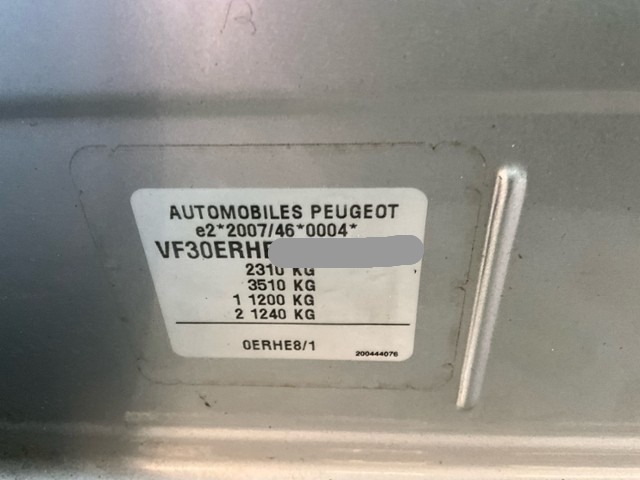 AUTOMOBILES PEUGEOT
e2*2007/46*0004*
VF30ERHE
2310 KG
3510 KG
1 1200 KG
2 1240 KG
0ERHE8/1
200444076